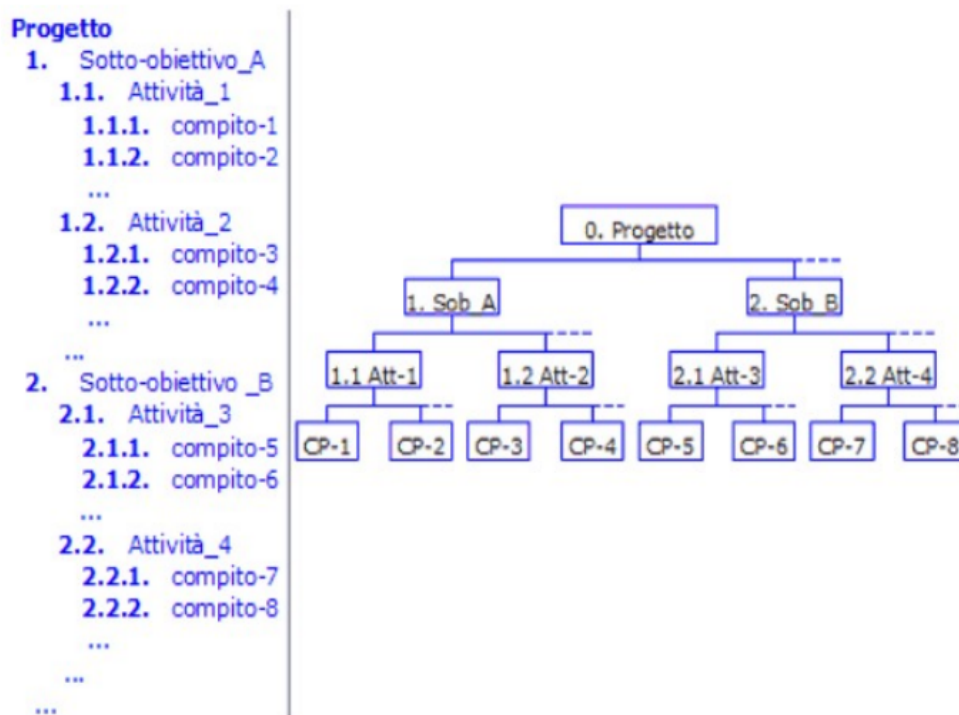 Progetto
1. Sotto-obiettivo_A
1.1. Attività_1
1.1.1. compito-1
1.1.2. compito-2
...
1.2. Attività_2
1.2.1. compito-3
1.2.2. compito-4
...
...
2. Sotto-obiettivo _B
2.1. Attività_3
2.1.1. compito-5
2.1.2. compito-6
...
2.2. Attività_4
2.2.1. compito-7
2.2.2. compito-8
...
...
...
0. Progetto
1. Sob_A 2. Sob_B
1.1 Att-1 1.2 Att-2 2.1 Att-3 2.2 Att-4
CP-1 CP-2 CP-3 CP-4 CP-5 CP-6 CP-7 CP-8